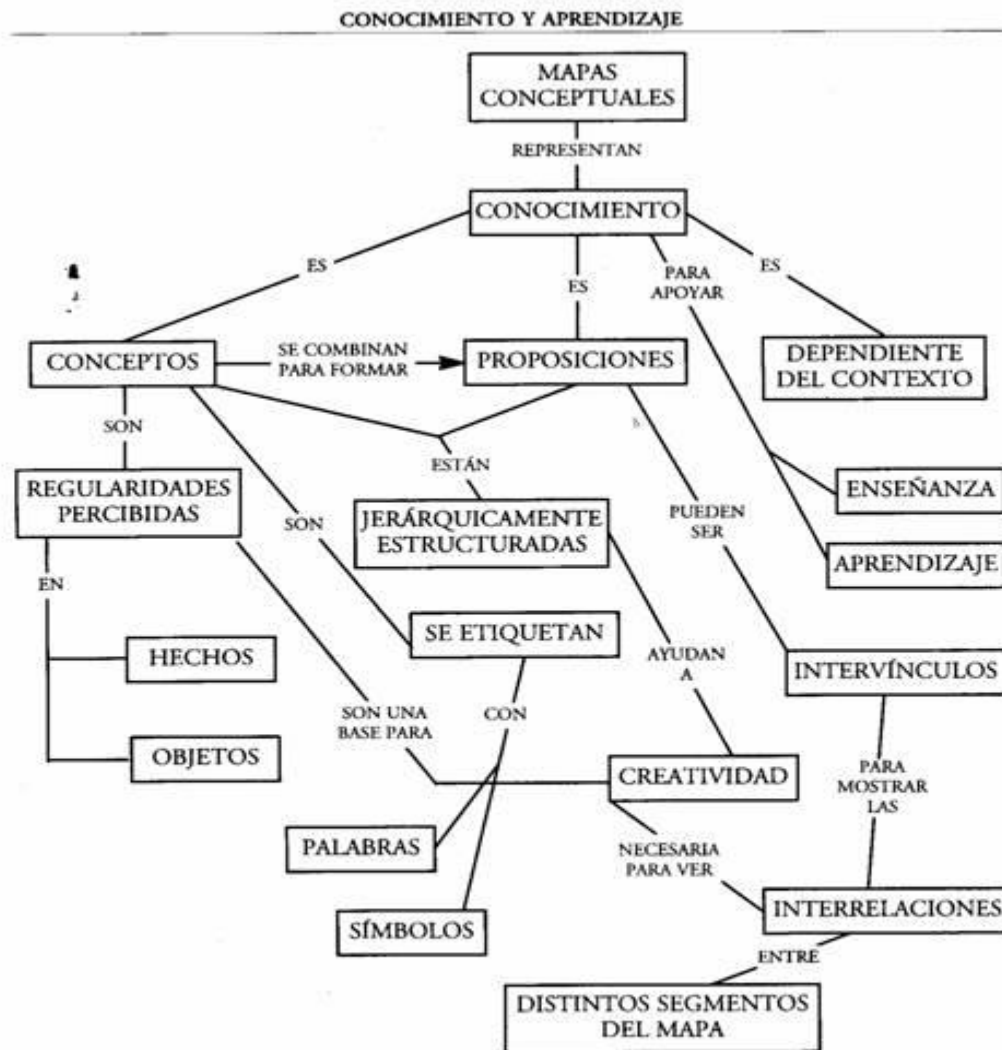 CONOCIMIENTO Y APRENDIZAJE
MAPAS
CONCEPTUALES
REPRESENTAN
CONOCIMIENTO
ES
ES
PARA
APOYAR
ES
CONCEPTOS
SE COMBINAN
PARA FORMAR
PROPOSICIONES
DEPENDIENTE
DEL CONTEXTO
SON
ESTÁN
REGULARIDADES
PERCIBIDAS
SON
JERÁRQUICAMENTE
ESTRUCTURADAS
PUEDEN
SER
ENSEÑANZA
APRENDIZAJE
EN
HECHOS
SE ETIQUETAN
AYUDAN
A
INTERVÍNCULOS
SON UNA
BASE PARA
CON
OBJETOS
CREATIVIDAD
PARA
MOSTRAR
LAS
PALABRAS
NECESARIA
PARA VER
SÍMBOLOS
INTERRELACIONES
ENTRE
DISTINTOS SEGMENTOS
DEL MAPA